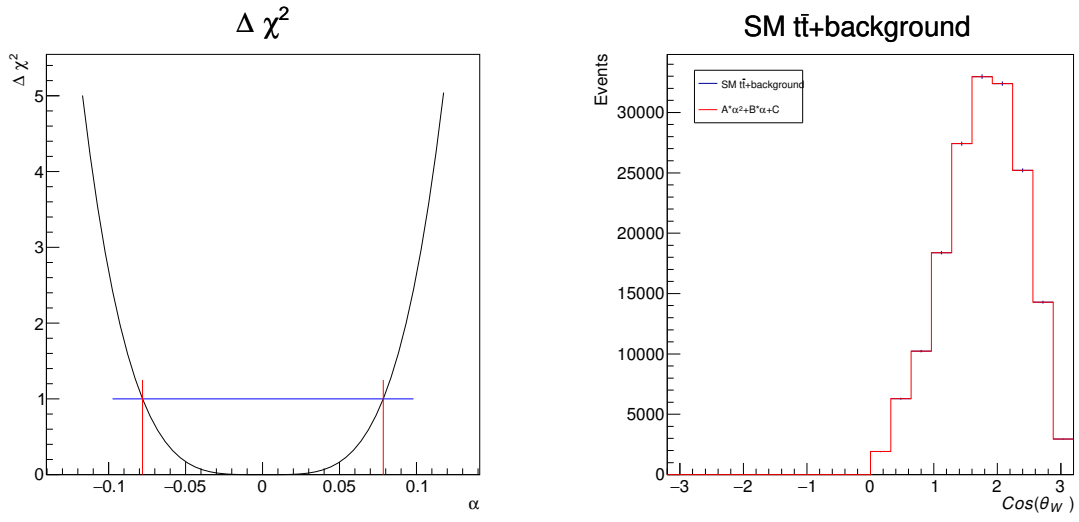 Δ χ²
Δ χ²
5
4
3
2
1
0
−0.1 −0.05 0 0.05 0.1
α
SM tt̄+background
Events
SM tt̄+background
A*α²+B*α+C
30000
25000
20000
15000
10000
5000
0
−3 −2 −1 0 1 2 3
Cos(θ_W)